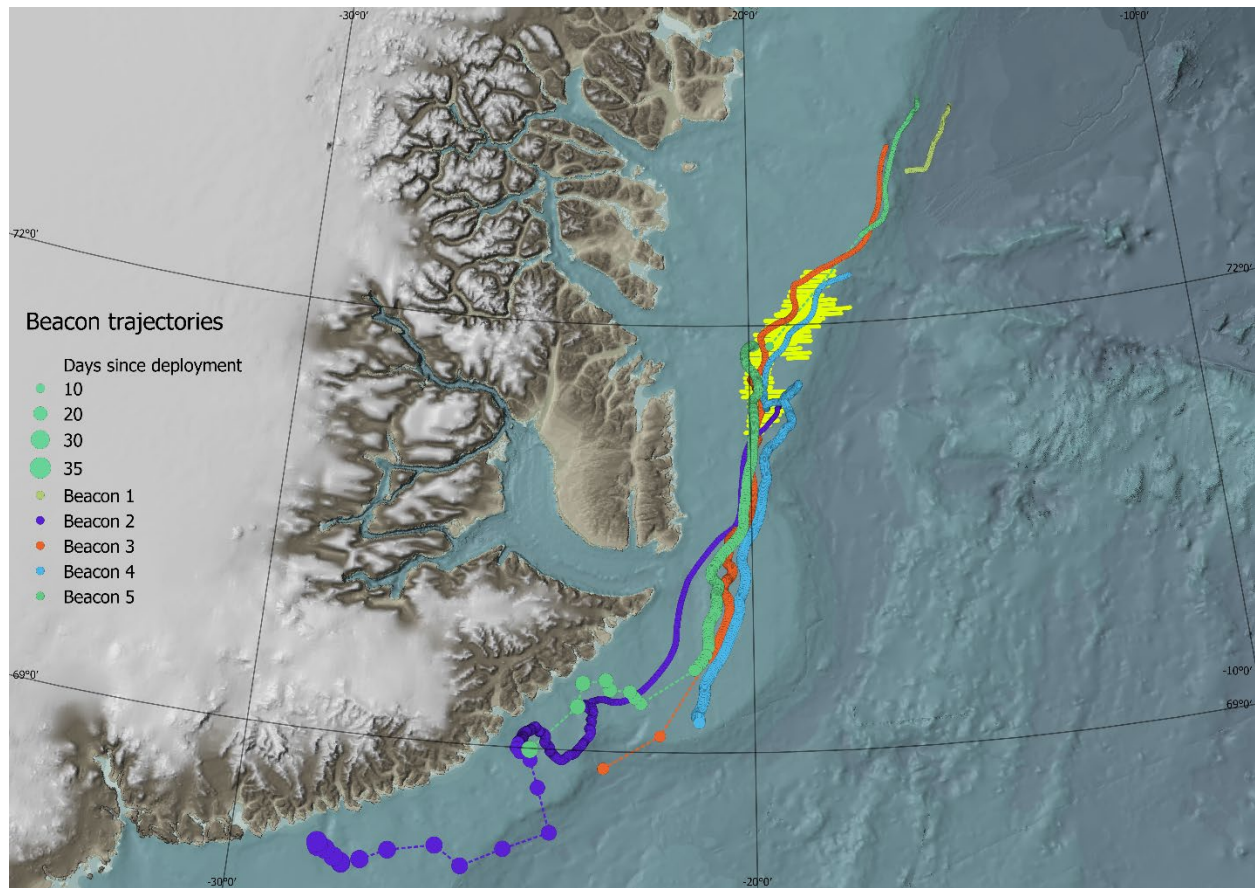 -30°0'
-20°0'
-10°0'
72°0'
72°0'
Beacon trajectories
Days since deployment
10
20
30
35
Beacon 1
Beacon 2
Beacon 3
Beacon 4
Beacon 5
69°0'
-10°0'
69°0'
-30°0'
-20°0'